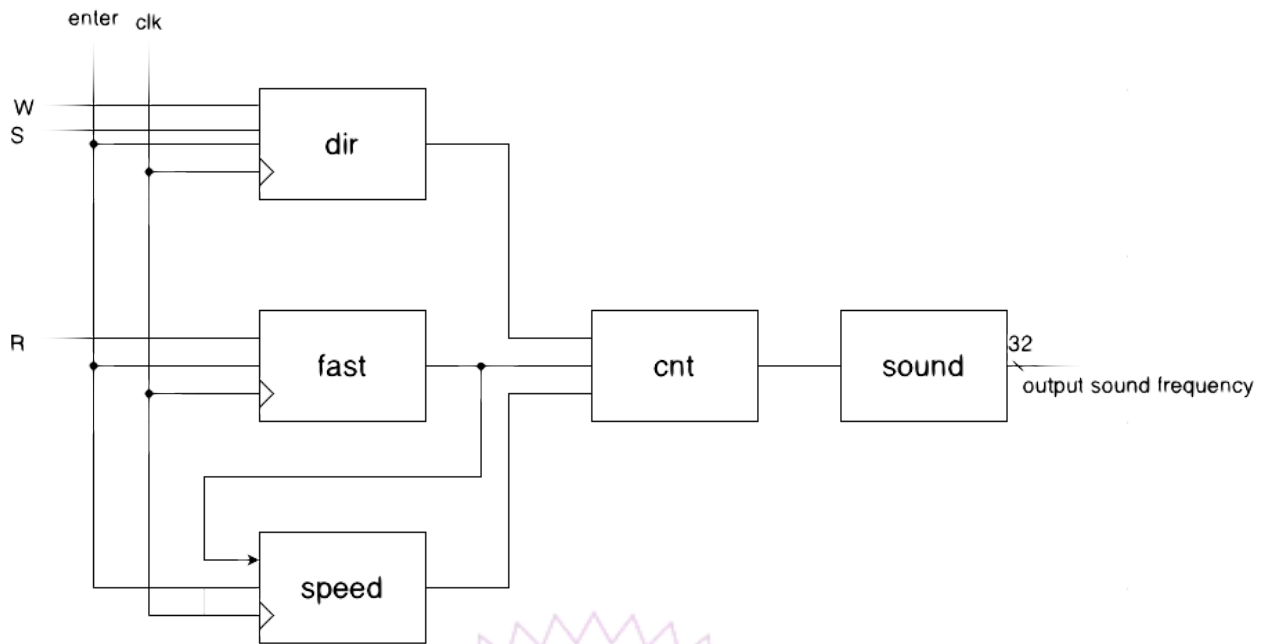 enter clk
W
S
dir
R
fast
cnt
sound
32
output sound frequency
speed